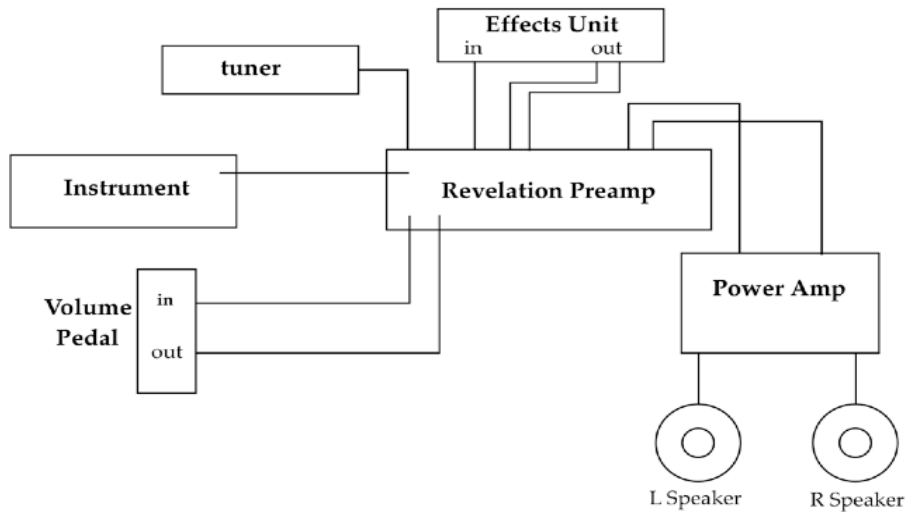 Effects Unit
in out
tuner
Instrument
Revelation Preamp
Volume
Pedal
in
out
Power Amp
L Speaker
R Speaker